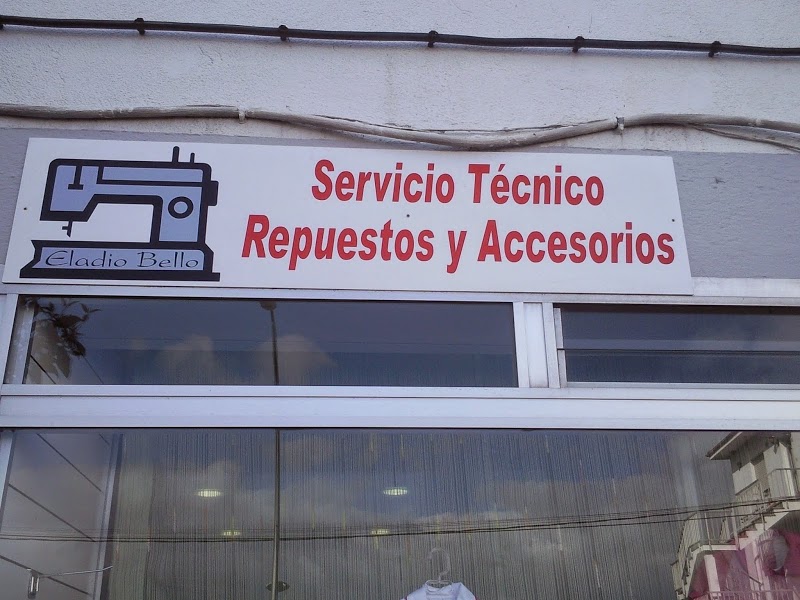 Servicio Técnico
Repuestos y Accesorios
Eladio Bello